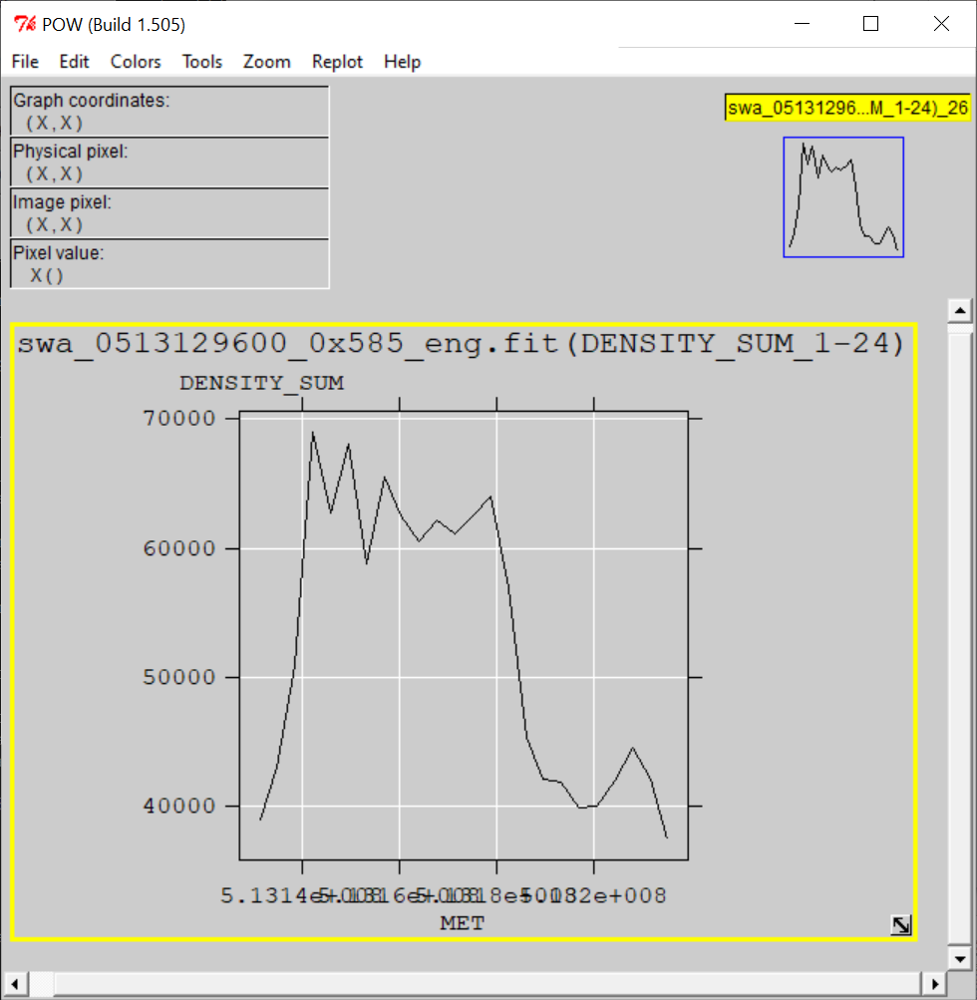 POW (Build 1.505)
File Edit Colors Tools Zoom Replot Help
Graph coordinates:
(X,X)
Physical pixel:
(X,X)
Image pixel:
(X,X)
Pixel value:
X()
swa_05131296...M_1-24)_26
swa_0513129600_0x585_eng.fit(DENSITY_SUM_1-24)
DENSITY_SUM
70000
60000
50000
40000
MET